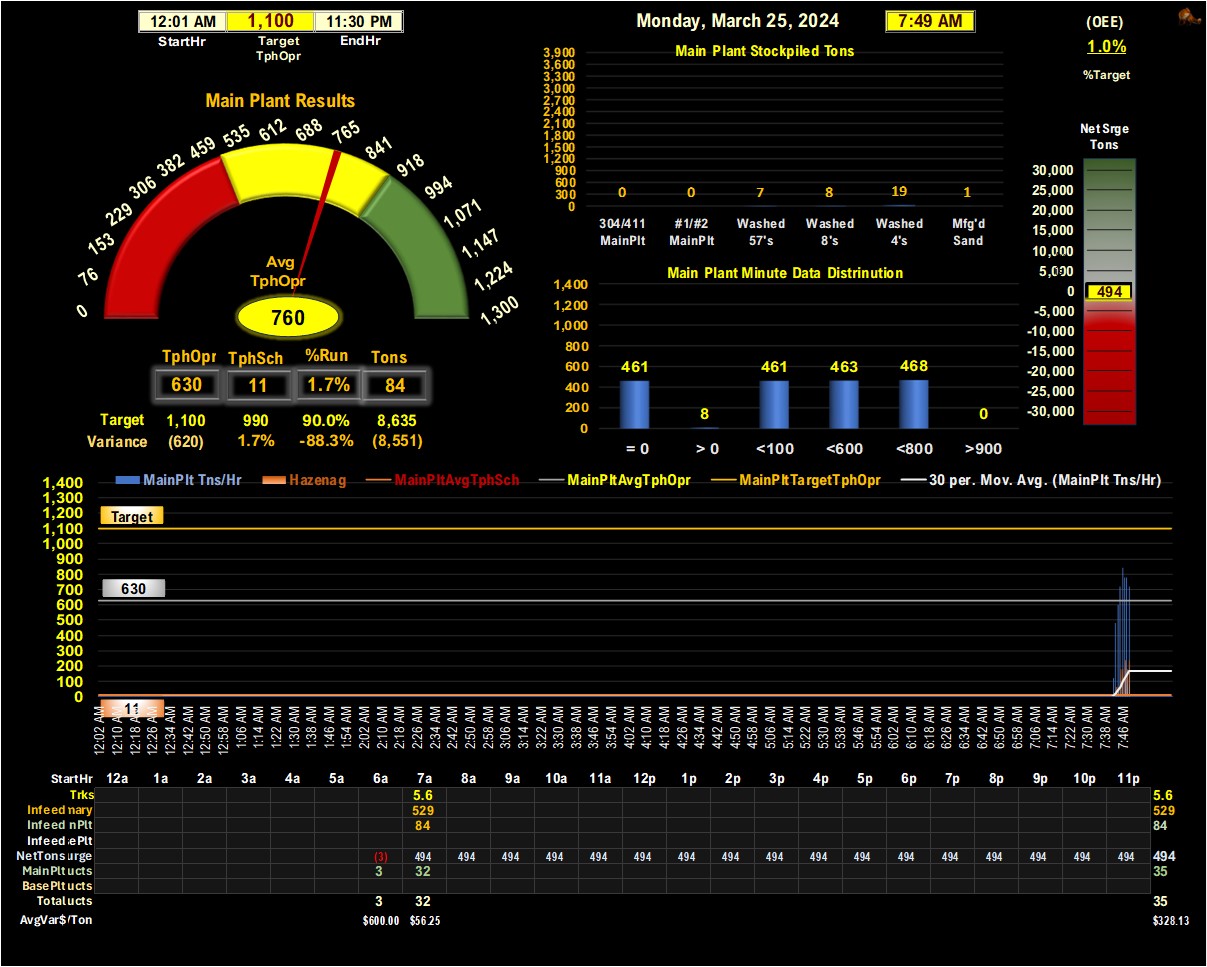 12:01 AM 1,100 11:30 PM
StartHr Target EndHr
TphOpr
Monday, March 25, 2024 7:49 AM
(OEE)
1.0%
%Target
Main Plant Results
0 76 153 229 306 382 459 535 612 688 765 841 918 994 1,071 1,147 1,224 1,300
Avg
TphOpr
760
TphOpr TphSch %Run Tons
630 11 1.7% 84
Target 1,100 990 90.0% 8,635
Variance (620) 1.7% -88.3% (8,551)
Main Plant Stockpiled Tons
3,900
3,600
3,300
3,000
2,700
2,400
2,100
1,800
1,500
1,200
900
600
300
0
0 0 7 8 19 1
304/411 #1/#2 Washed Washed Washed Mfg'd
MainPlt MainPlt 57's 8's 4's Sand
Main Plant Minute Data Distrinution
1,400
1,200
1,000
800
600
400
200
0
461 8 461 463 468 0
= 0 > 0 <100 <600 <800 >900
Net Srge
Tons
30,000
25,000
20,000
15,000
10,000
5,000
0 494
-5,000
-10,000
-15,000
-20,000
-25,000
-30,000
MainPlt Tns/Hr Hazenag MainPltAvgTphSch MainPltAvgTphOpr MainPltTargetTphOpr 30 per. Mov. Avg. (MainPlt Tns/Hr)
1,400
1,300
1,200
1,100
1,000
900
800
700
600
500
400
300
200
100
0
Target
630
11
12:02 AM 12:10 AM 12:18 AM 12:26 AM 12:34 AM 12:42 AM 12:50 AM 12:58 AM 1:06 AM 1:14 AM 1:22 AM 1:30 AM 1:38 AM 1:46 AM 1:54 AM 2:02 AM 2:10 AM 2:18 AM 2:26 AM 2:34 AM 2:42 AM 2:50 AM 2:58 AM 3:06 AM 3:14 AM 3:22 AM 3:30 AM 3:38 AM 3:46 AM 3:54 AM 4:02 AM 4:10 AM 4:18 AM 4:26 AM 4:34 AM 4:42 AM 4:50 AM 4:58 AM 5:06 AM 5:14 AM 5:22 AM 5:30 AM 5:38 AM 5:46 AM 5:54 AM 6:02 AM 6:10 AM 6:18 AM 6:26 AM 6:34 AM 6:42 AM 6:50 AM 6:58 AM 7:06 AM 7:14 AM 7:22 AM 7:30 AM 7:38 AM 7:46 AM
StartHr 12a 1a 2a 3a 4a 5a 6a 7a 8a 9a 10a 11a 12p 1p 2p 3p 4p 5p 6p 7p 8p 9p 10p 11p
Trks 5.6 5.6
Infeed nary 529 529
Infeed nPlt 84 84
Infeed ePlt
NetTons urge (3) 494 494 494 494 494 494 494 494 494 494 494 494 494 494 494 494 494 494
MainPlt ucts 3 32 35
BasePlt ucts
Total ucts 3 32 35
AvgVar$/Ton $600.00 $56.25 $328.13